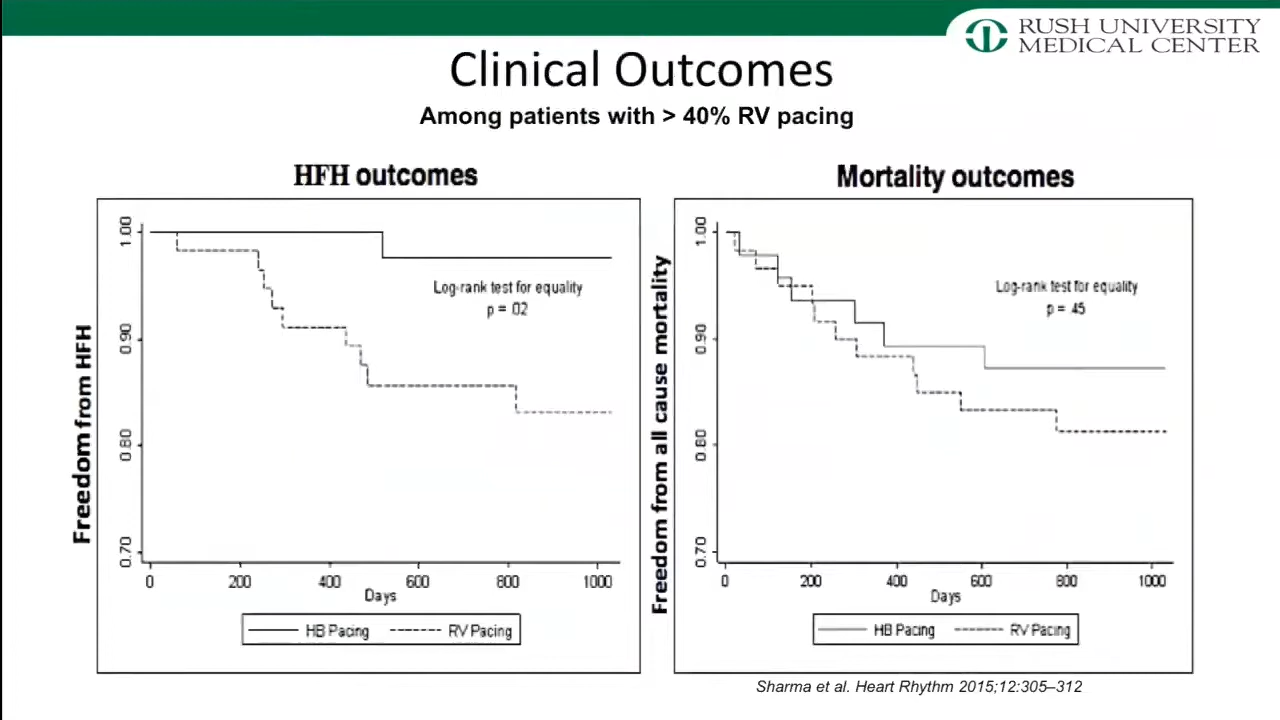 RUSH UNIVERSITY
MEDICAL CENTER
Clinical Outcomes
Among patients with > 40% RV pacing
HFH outcomes
Freedom from HFH
1.00
0.90
0.80
0.70
Log-rank test for equality
p = .02
0 200 400 600 800 1000
Days
HB Pacing RV Pacing
Mortality outcomes
Freedom from all cause mortality
1.00
0.90
0.80
0.70
Log-rank test for equality
p = .45
0 200 400 600 800 1000
Days
HB Pacing RV Pacing
Sharma et al. Heart Rhythm 2015;12:305–312